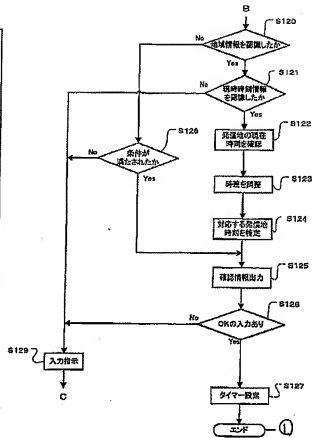 B
S120
地域情報を認識したか
No
Yes
S121
現時時刻情報
を認識したか
No
Yes
S122
発信地の現在
時刻を確認
S126
条件が
満たされたか
No
Yes
S123
時差を調整
S124
対応する発信地
時刻を特定
S125
確認情報出力
S128
OKの入力あり
No
Yes
S129
入力指示
C
S127
タイマー設定
エンド
①